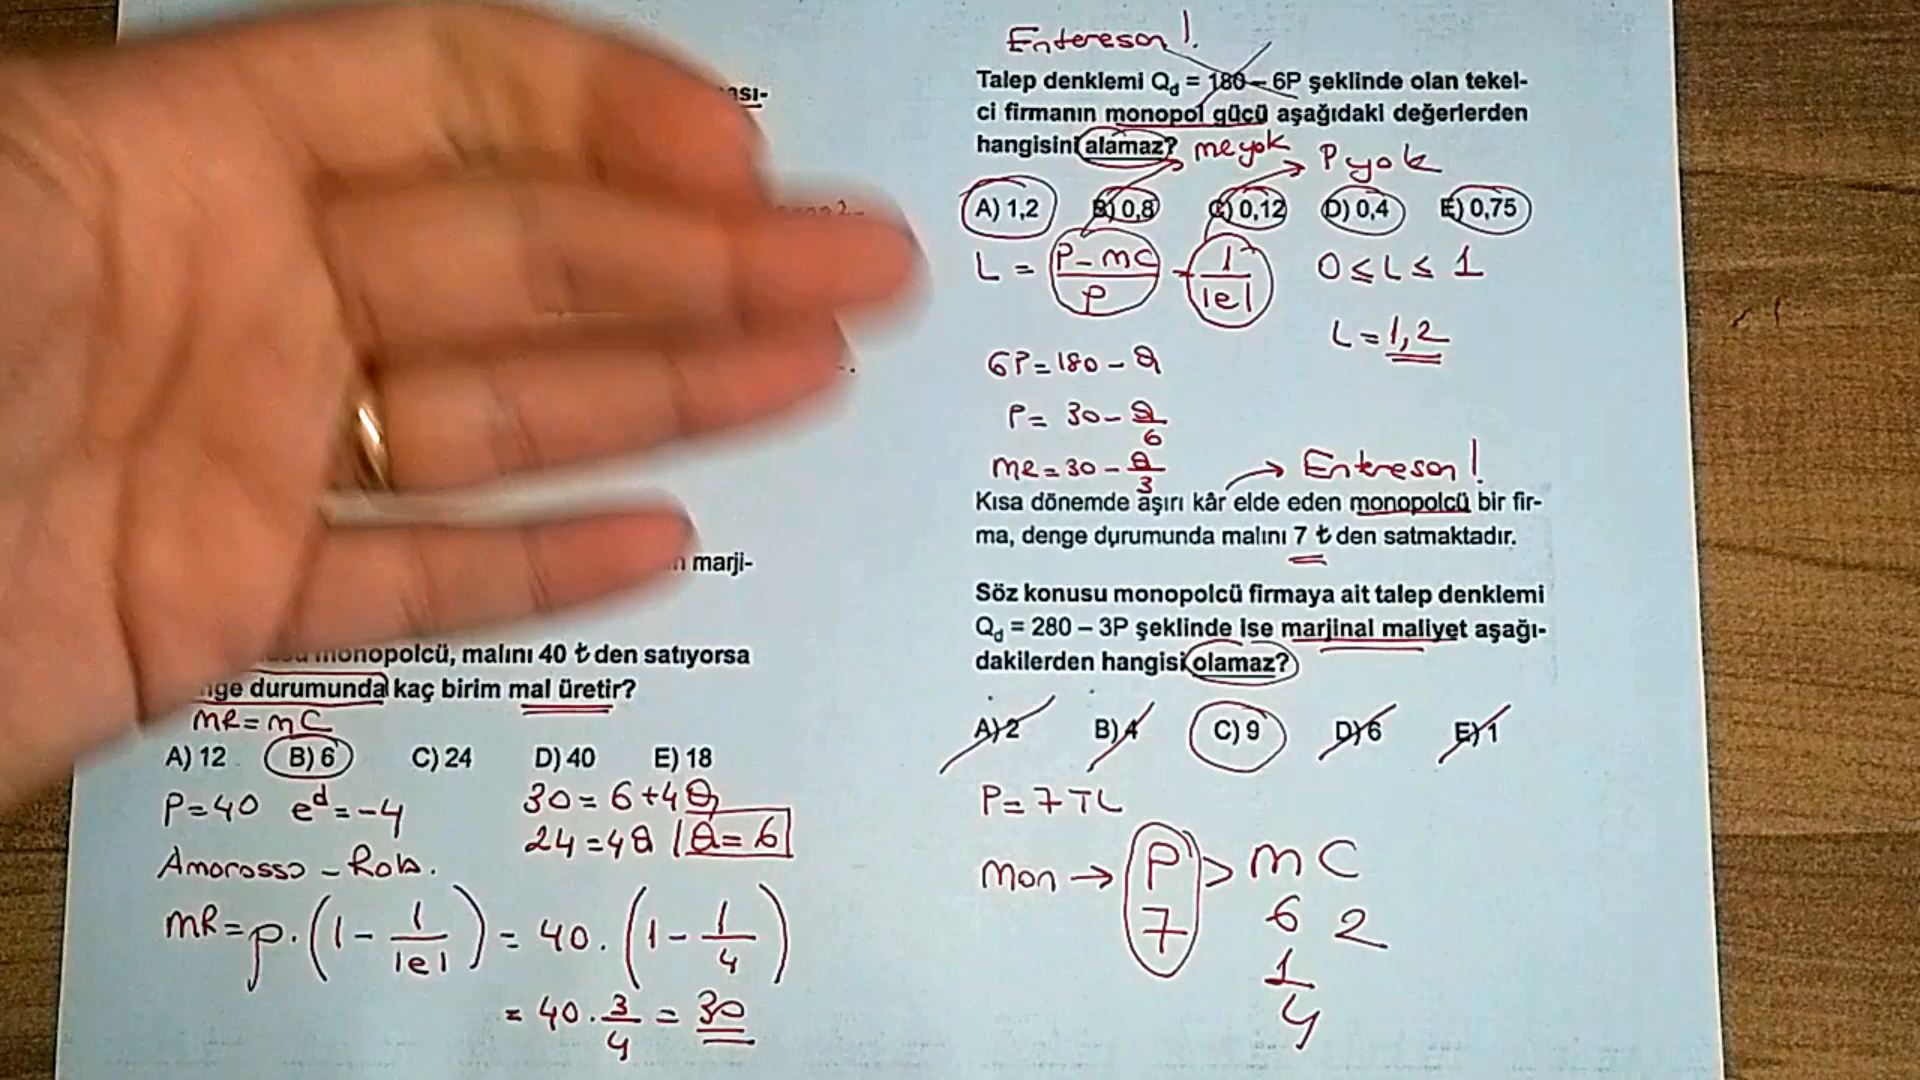 ısı-
n marji-
monopolcü, malını 40 ₺ den satıyorsa
nge durumunda kaç birim mal üretir?
MR = MC
A) 12 B) 6 C) 24 D) 40 E) 18
P=40 e^d = -4
30 = 6+4Q
24 = 4Q Q = 6
Amorosso - Rob.
MR = P.(1 - 1/|e|) = 40.(1 - 1/4)
= 40. 3/4 = 30
Enteresan !
Talep denklemi Qd = 180 – 6P şeklinde olan tekel-
ci firmanın monopol gücü aşağıdaki değerlerden
hangisini alamaz? MC yok → P yok
A) 1,2 B) 0,8 C) 0,12 D) 0,4 E) 0,75
L = (P - MC)/P = 1/|e| 0 ≤ L ≤ 1
L = 1,2
6P = 180 - Q
P = 30 - Q/6
MR = 30 - Q/3 → Enteresan !
Kısa dönemde aşırı kâr elde eden monopolcü bir fir-
ma, denge durumunda malını 7 ₺ den satmaktadır.
Söz konusu monopolcü firmaya ait talep denklemi
Qd = 280 – 3P şeklinde ise marjinal maliyet aşağı-
dakilerden hangisi olamaz?
A) 2 B) 4 C) 9 D) 6 E) 1
P = 7 TL
Mon → P > MC
7 6 2
1
4